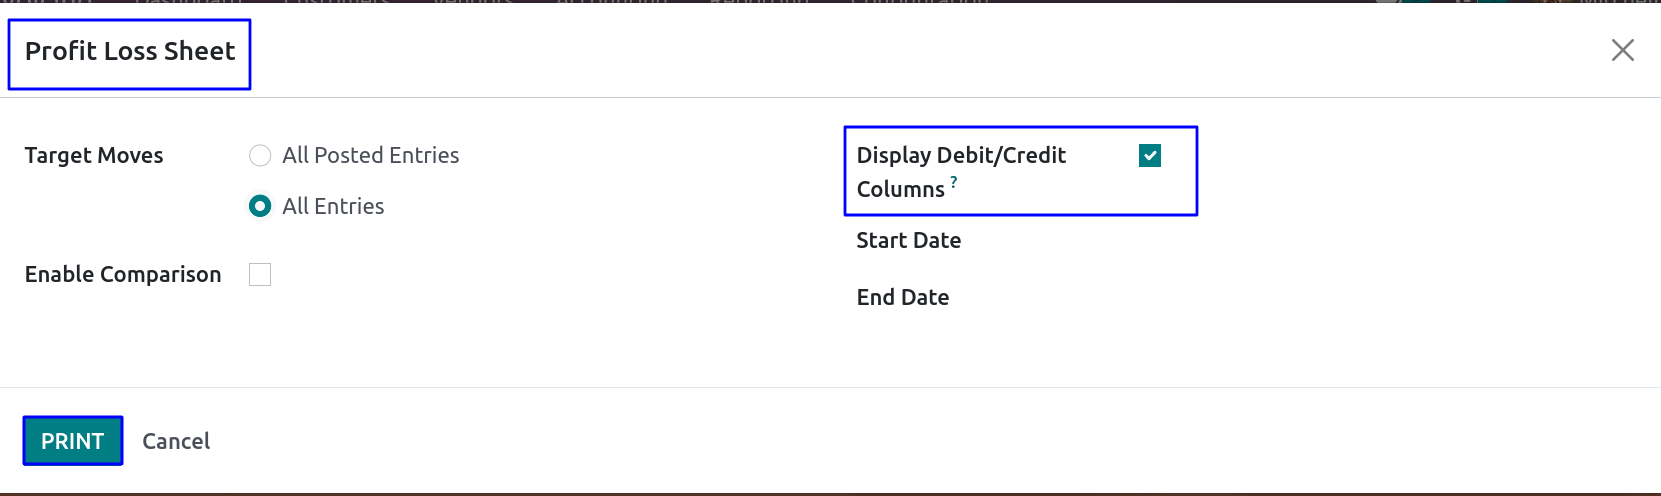 Profit Loss Sheet
Target Moves
All Posted Entries
All Entries
Enable Comparison
Display Debit/Credit
Columns ?
Start Date
End Date
PRINT
Cancel